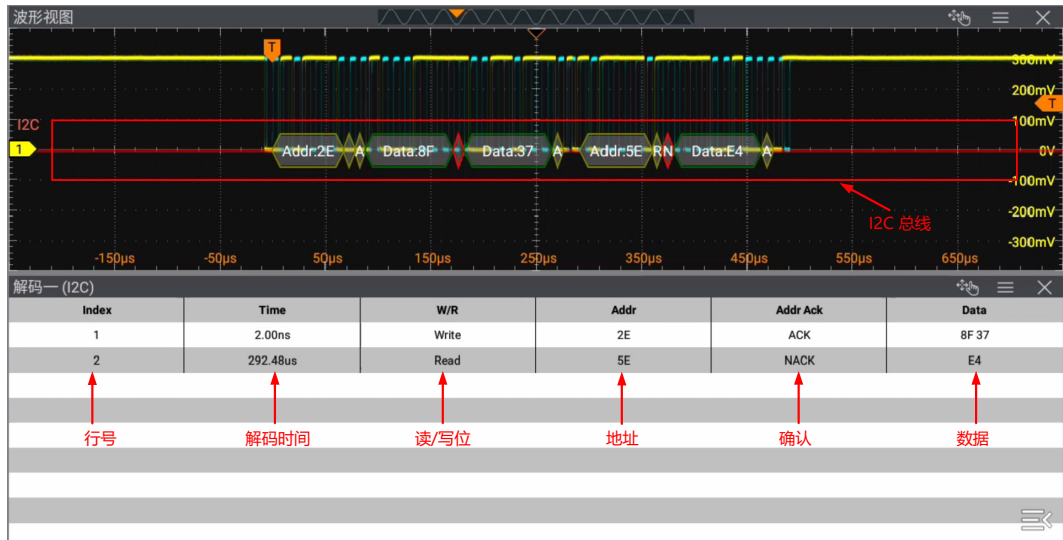 波形视图
T
300mV
200mV
T
I2C
100mV
1
Addr:2E A Data:8F Data:37 A Addr:5E R N Data:E4 A
0V
-100mV
I2C 总线
-200mV
-300mV
-150μs -50μs 50μs 150μs 250μs 350μs 450μs 550μs 650μs
解码一 (I2C)
Index Time W/R Addr Addr Ack Data
1 2.00ns Write 2E ACK 8F 37
2 292.48us Read 5E NACK E4
行号 解码时间 读/写位 地址 确认 数据